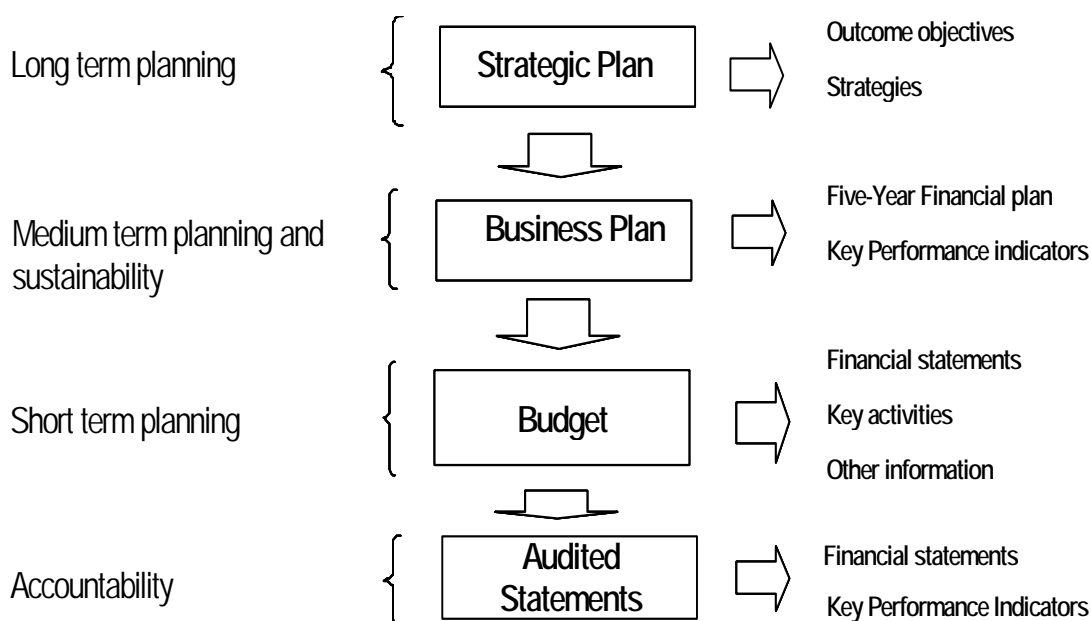 Long term planning
Strategic Plan
Outcome objectives
Strategies
Medium term planning and
sustainability
Business Plan
Five-Year Financial plan
Key Performance indicators
Short term planning
Budget
Financial statements
Key activities
Other information
Accountability
Audited
Statements
Financial statements
Key Performance Indicators